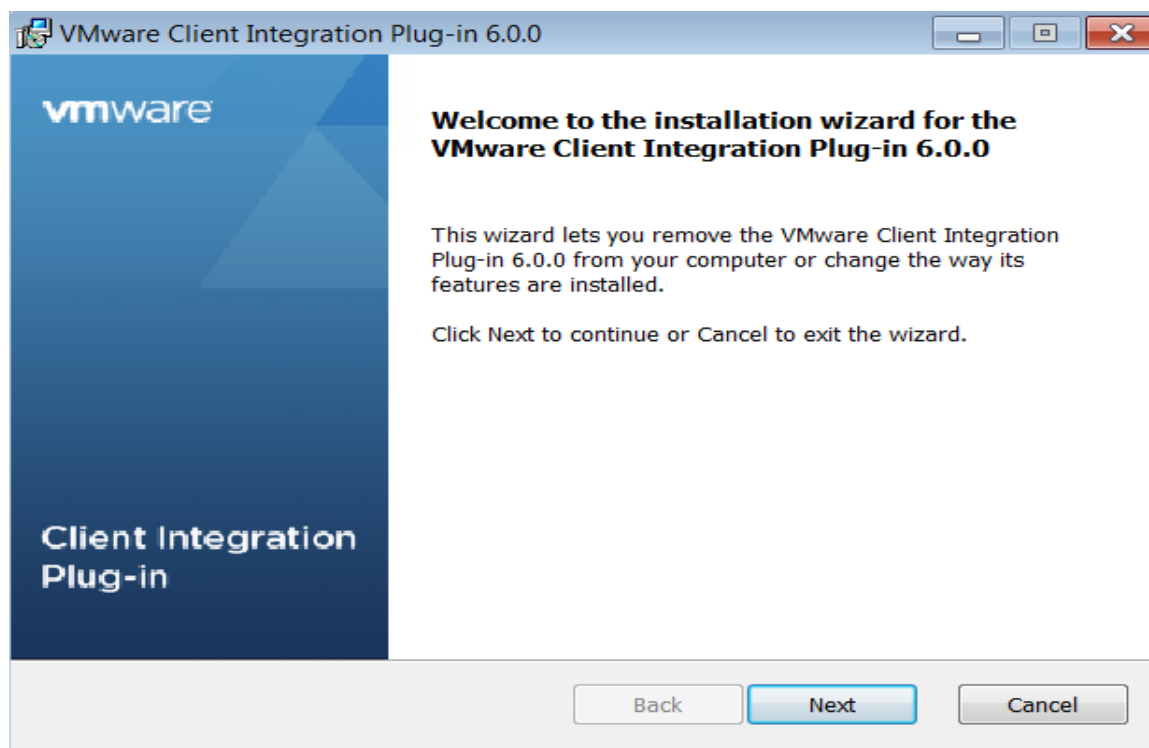 VMware Client Integration Plug-in 6.0.0
vmware
Welcome to the installation wizard for the
VMware Client Integration Plug-in 6.0.0
This wizard lets you remove the VMware Client Integration
Plug-in 6.0.0 from your computer or change the way its
features are installed.
Click Next to continue or Cancel to exit the wizard.
Client Integration
Plug-in
Back
Next
Cancel